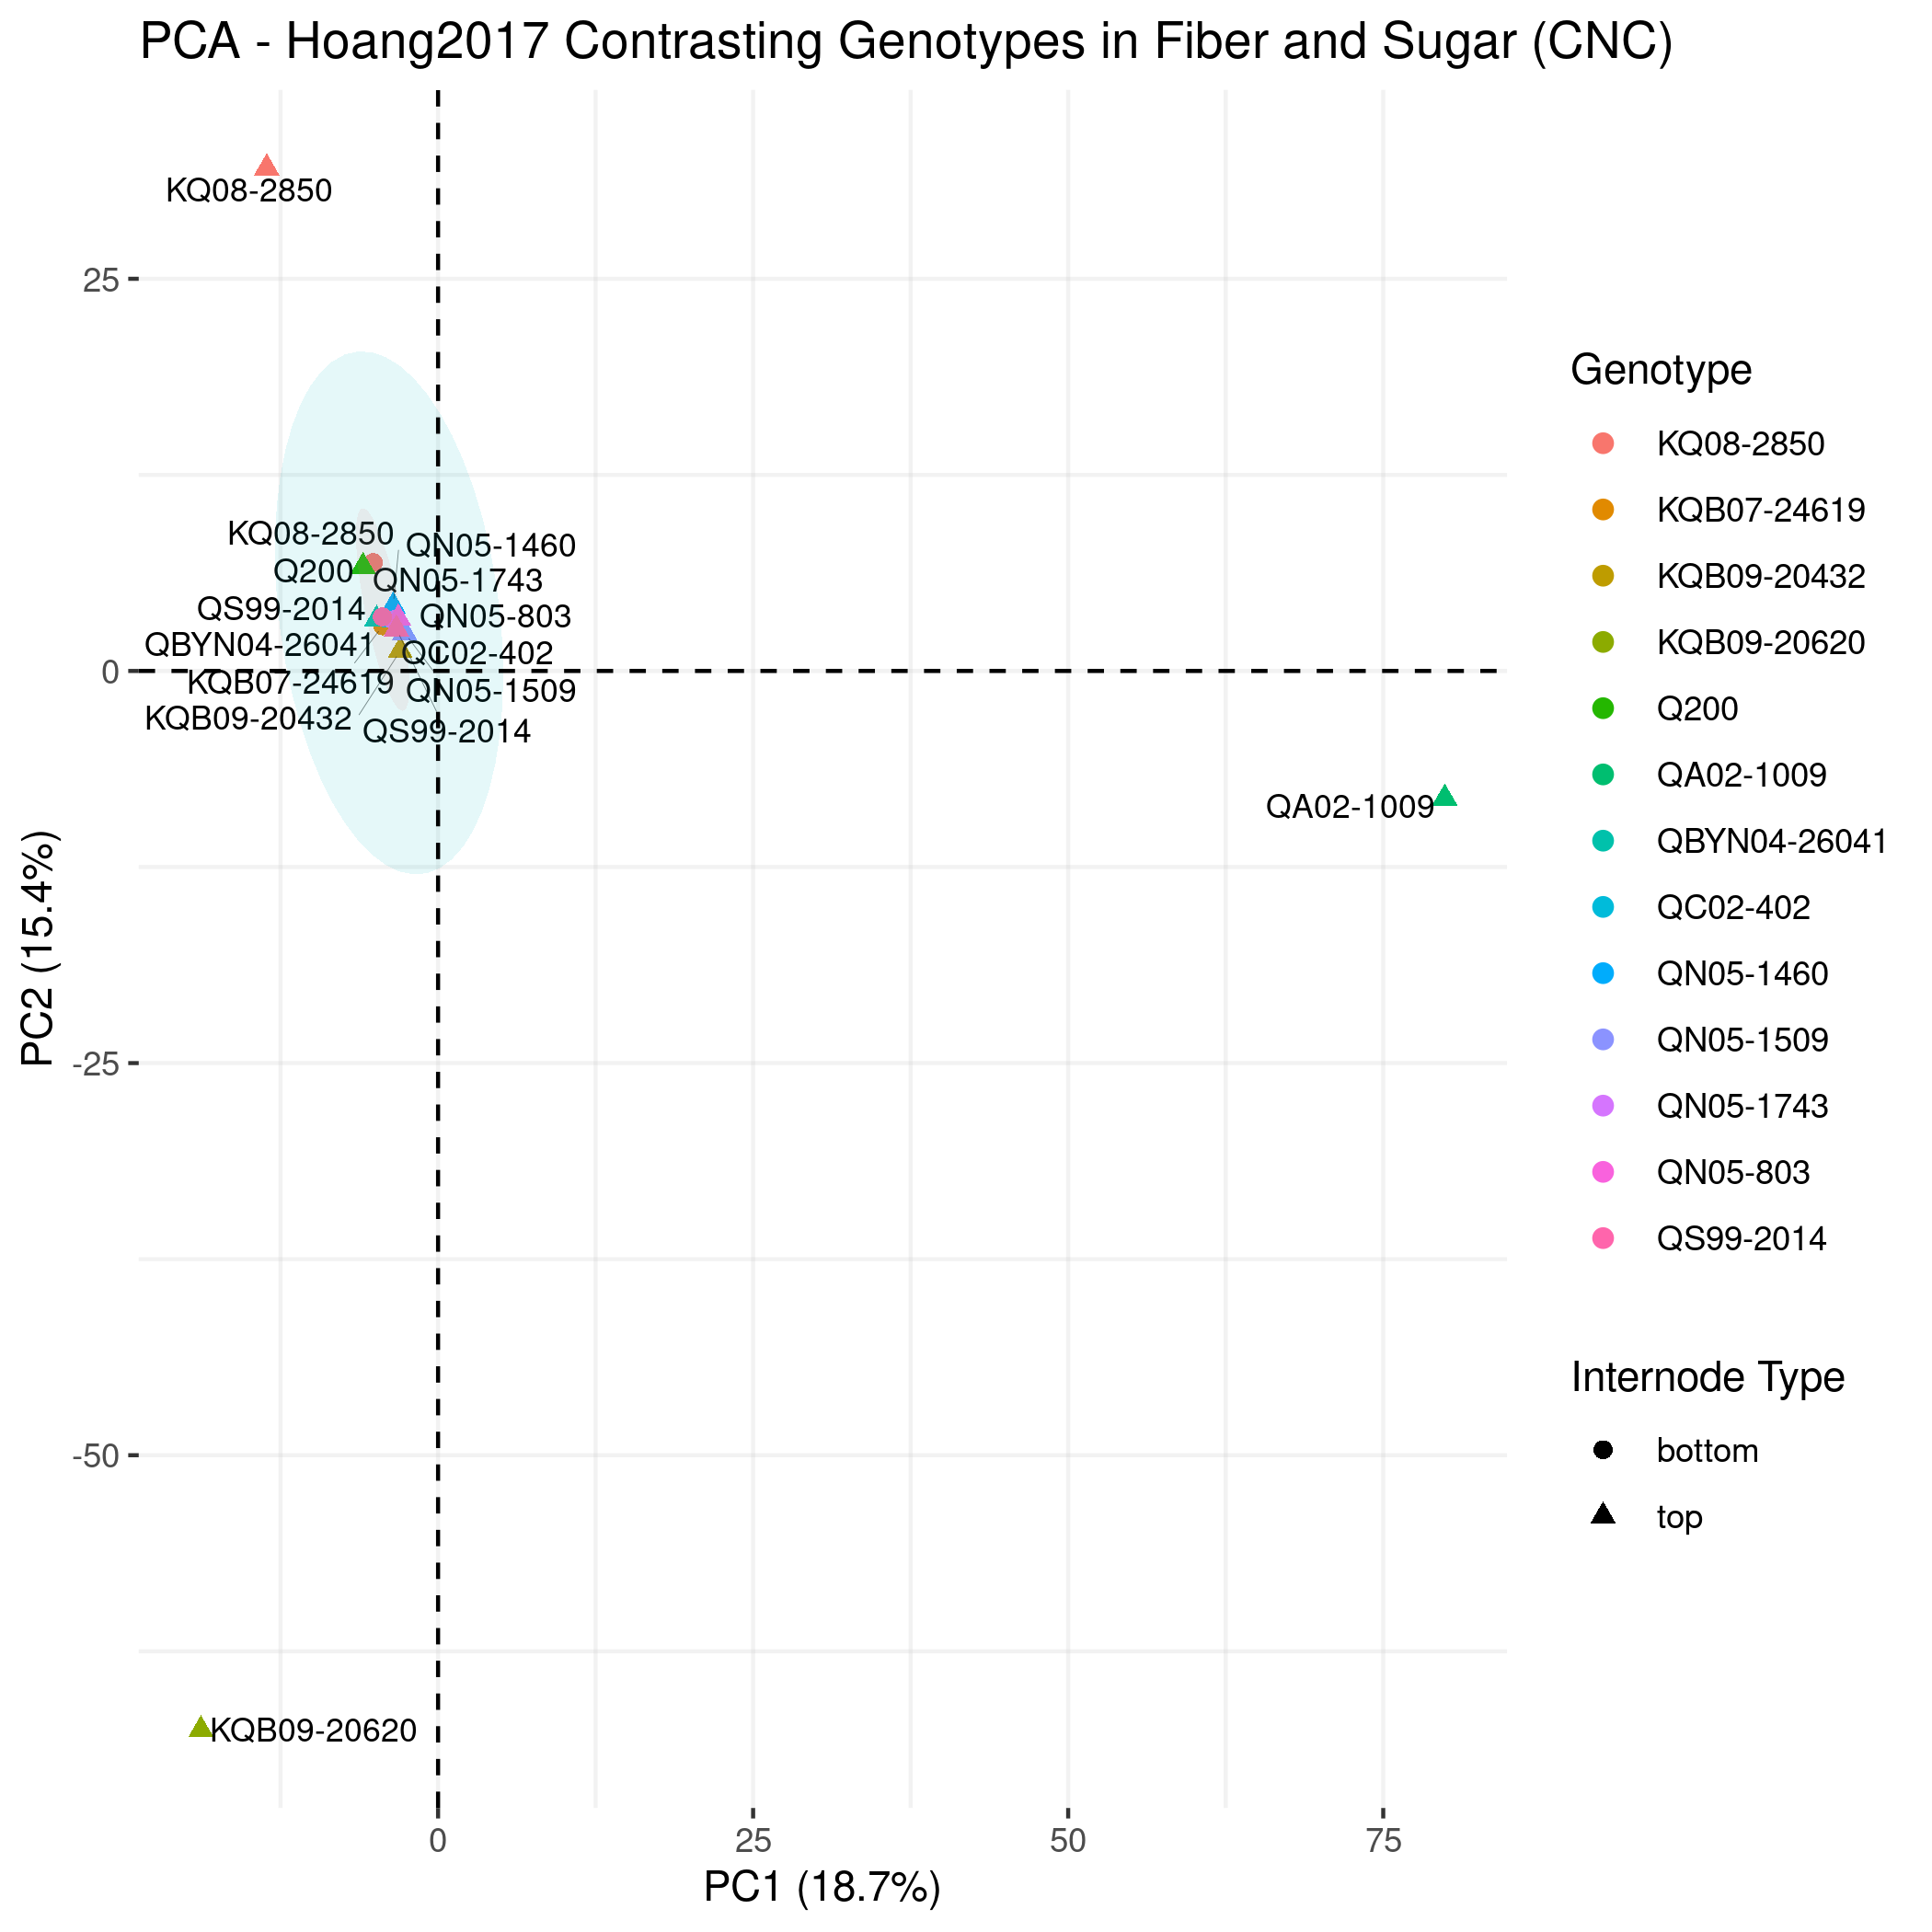 PCA - Hoang2017 Contrasting Genotypes in Fiber and Sugar (CNC)
KQ08-2850
25
KQ08-2850
QN05-1460
Q200
QN05-1743
QS99-2014
QN05-803
QBYN04-26041
QC02-402
0
KQB07-24619
QN05-1509
KQB09-20432
QS99-2014
QA02-1009
PC2 (15.4%)
-25
-50
KQB09-20620
0
25
50
75
PC1 (18.7%)
Genotype
KQ08-2850
KQB07-24619
KQB09-20432
KQB09-20620
Q200
QA02-1009
QBYN04-26041
QC02-402
QN05-1460
QN05-1509
QN05-1743
QN05-803
QS99-2014
Internode Type
bottom
top